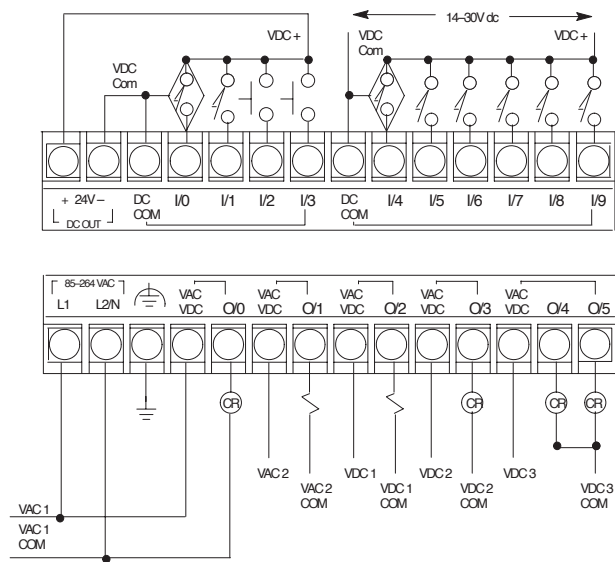 14–30V dc
VDC +
VDC
Com
VDC
Com
VDC +
+ 24V –
DC OUT
DC
COM
I/0
I/1
I/2
I/3
DC
COM
I/4
I/5
I/6
I/7
I/8
I/9
85–264 VAC
L1
L2/N
VAC
VDC
O/0
VAC
VDC
O/1
VAC
VDC
O/2
VAC
VDC
O/3
VAC
VDC
O/4
O/5
CR
CR
CR
CR
VAC 2
VAC 2
COM
VDC 1
VDC 1
COM
VDC 2
VDC 2
COM
VDC 3
VDC 3
COM
VAC 1
VAC 1
COM